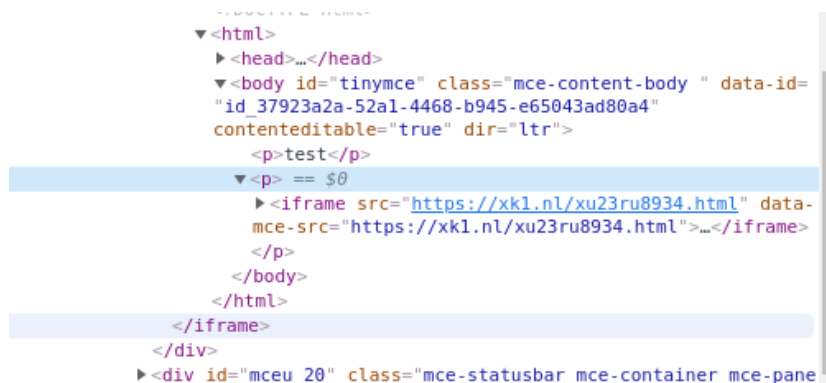 ▼<html>
▶<head>…</head>
▼<body id="tinymce" class="mce-content-body " data-id=
"id_37923a2a-52a1-4468-b945-e65043ad80a4"
contenteditable="true" dir="ltr">
<p>test</p>
▼<p> == $0
▶<iframe src="https://xk1.nl/xu23ru8934.html" data-
mce-src="https://xk1.nl/xu23ru8934.html">…</iframe>
</p>
</body>
</html>
</iframe>
</div>
▶<div id="mceu_20" class="mce-statusbar mce-container mce-pane